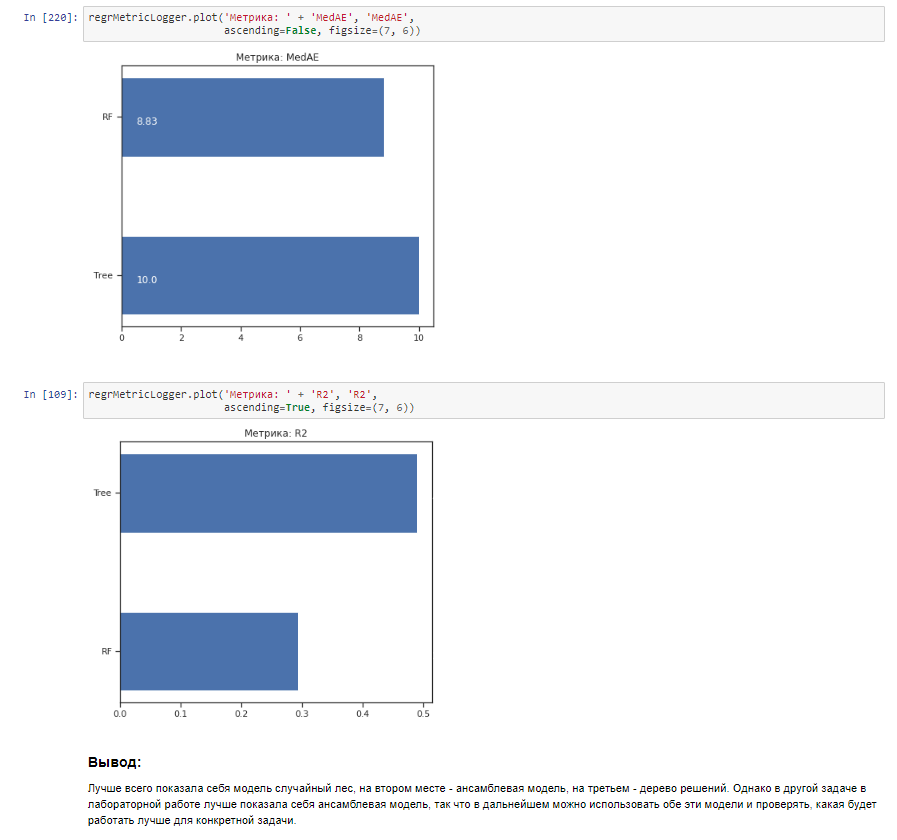 In [220]: regrMetricLogger.plot('Метрика: ' + 'MedAE', 'MedAE',
ascending=False, figsize=(7, 6))
Метрика: MedAE
RF
8.83
Tree
10.0
0 2 4 6 8 10
In [109]: regrMetricLogger.plot('Метрика: ' + 'R2', 'R2',
ascending=True, figsize=(7, 6))
Метрика: R2
Tree
RF
0.0 0.1 0.2 0.3 0.4 0.5
Вывод:
Лучше всего показала себя модель случайный лес, на втором месте - ансамблевая модель, на третьем - дерево решений. Однако в другой задаче в
лабораторной работе лучше показала себя ансамблевая модель, так что в дальнейшем можно использовать обе эти модели и проверять, какая будет
работать лучше для конкретной задачи.